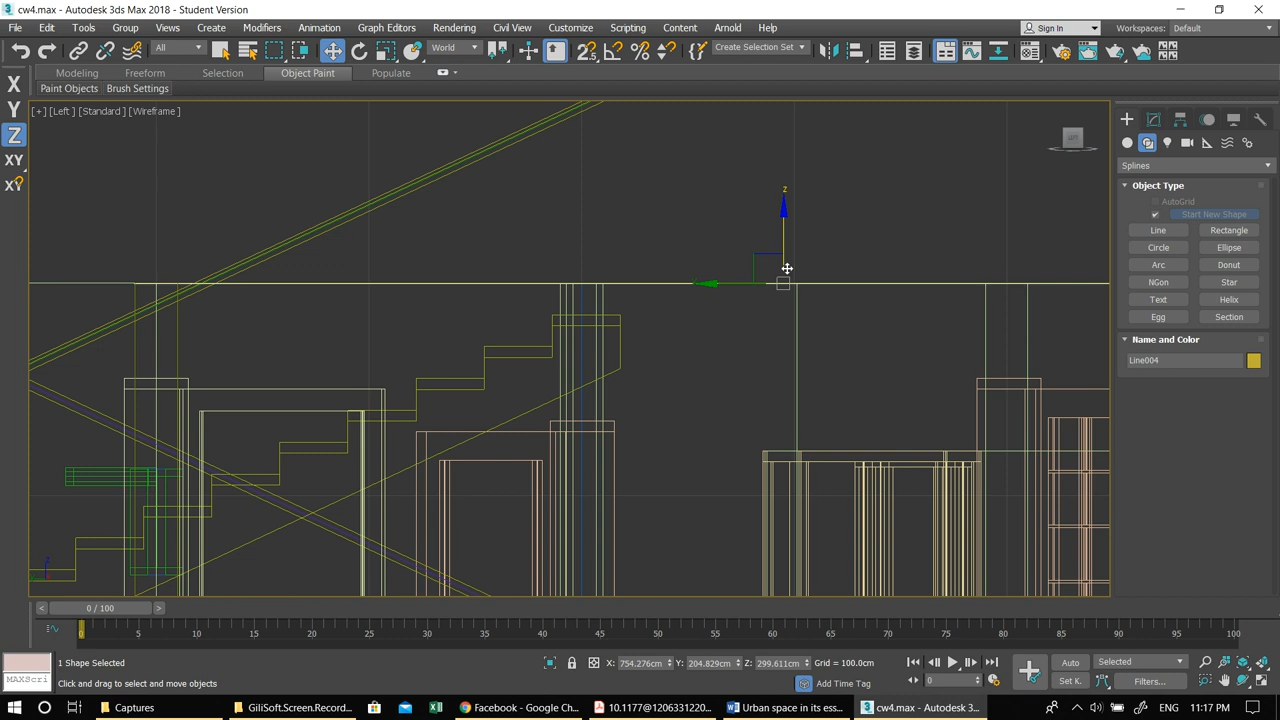 cw4.max - Autodesk 3ds Max 2018 - Student Version
File Edit Tools Group Views Create Modifiers Animation Graph Editors Rendering Civil View Customize Scripting Content Arnold Help
Sign In Workspaces: Default
All World Create Selection Set
Modeling Freeform Selection Object Paint Populate
Paint Objects Brush Settings
X
Y
Z
XY
XY
[+] [Left] [Standard] [Wireframe]
z
z
Splines
Object Type
AutoGrid
Start New Shape
Line Rectangle
Circle Ellipse
Arc Donut
NGon Star
Text Helix
Egg Section
Name and Color
Line004
< 0 / 100 >
0 5 10 15 20 25 30 35 40 45 50 55 60 65 70 75 80 85 90 95 100
1 Shape Selected X: 754.276cm Y: 204.829cm Z: 299.611cm Grid = 100.0cm Auto Selected
MAXScri Click and drag to select and move objects Add Time Tag 0 Set K. Filters...
Captures GiliSoft.Screen.Record... Facebook - Google Ch... 10.1177@1206331220... Urban space in its ess... cw4.max - Autodesk 3... 11:17 PM